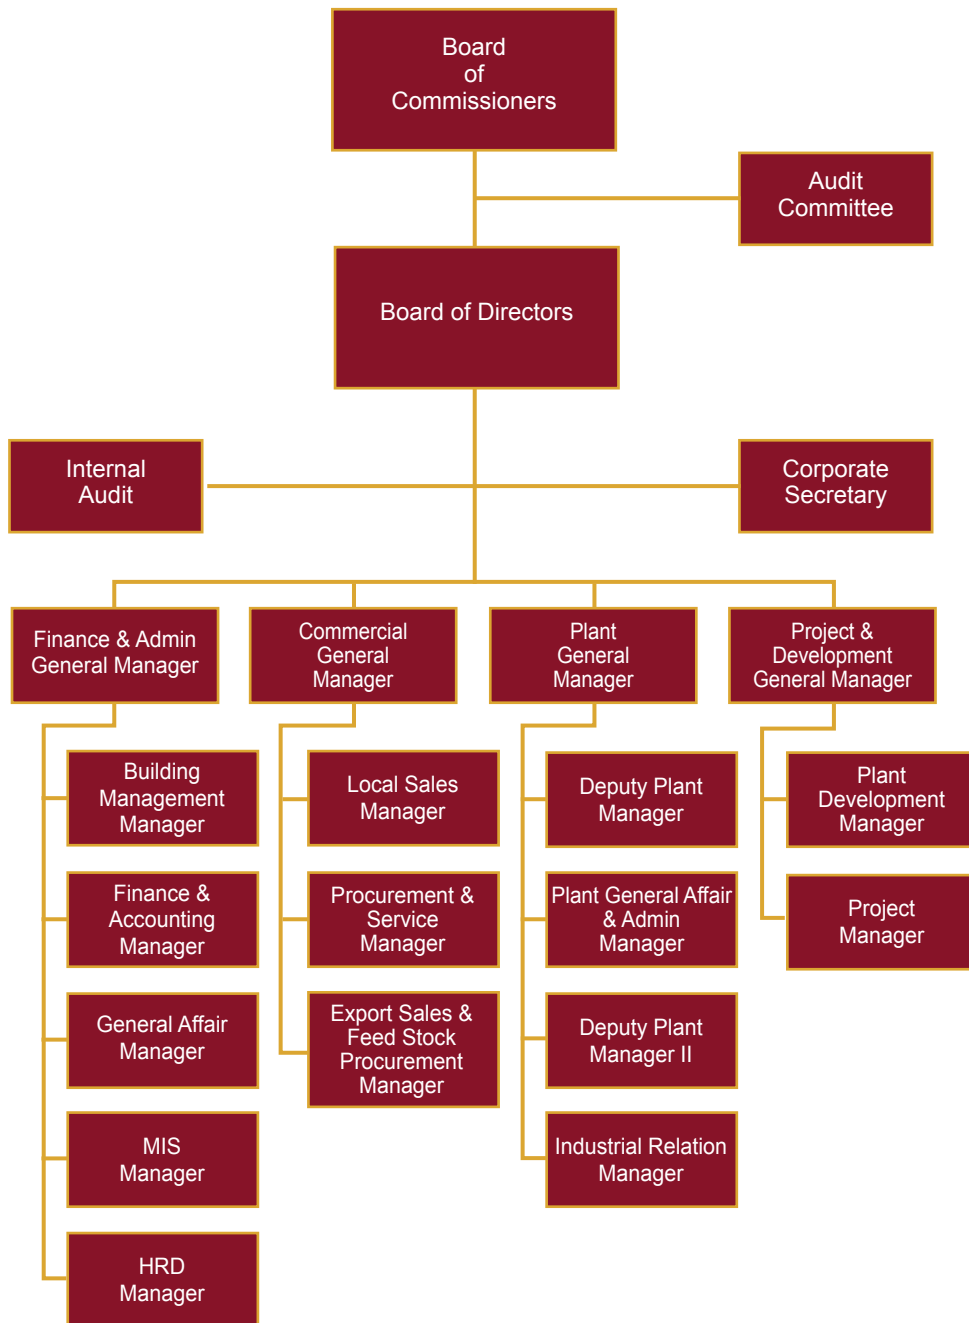 Board
of
Commissioners
Audit
Committee
Board of Directors
Internal
Audit
Corporate
Secretary
Finance & Admin
General Manager
Commercial
General
Manager
Plant
General
Manager
Project &
Development
General Manager
Building
Management
Manager
Finance &
Accounting
Manager
General Affair
Manager
MIS
Manager
HRD
Manager
Local Sales
Manager
Procurement &
Service
Manager
Export Sales &
Feed Stock
Procurement
Manager
Deputy Plant
Manager
Plant General Affair
& Admin
Manager
Deputy Plant
Manager II
Industrial Relation
Manager
Plant
Development
Manager
Project
Manager